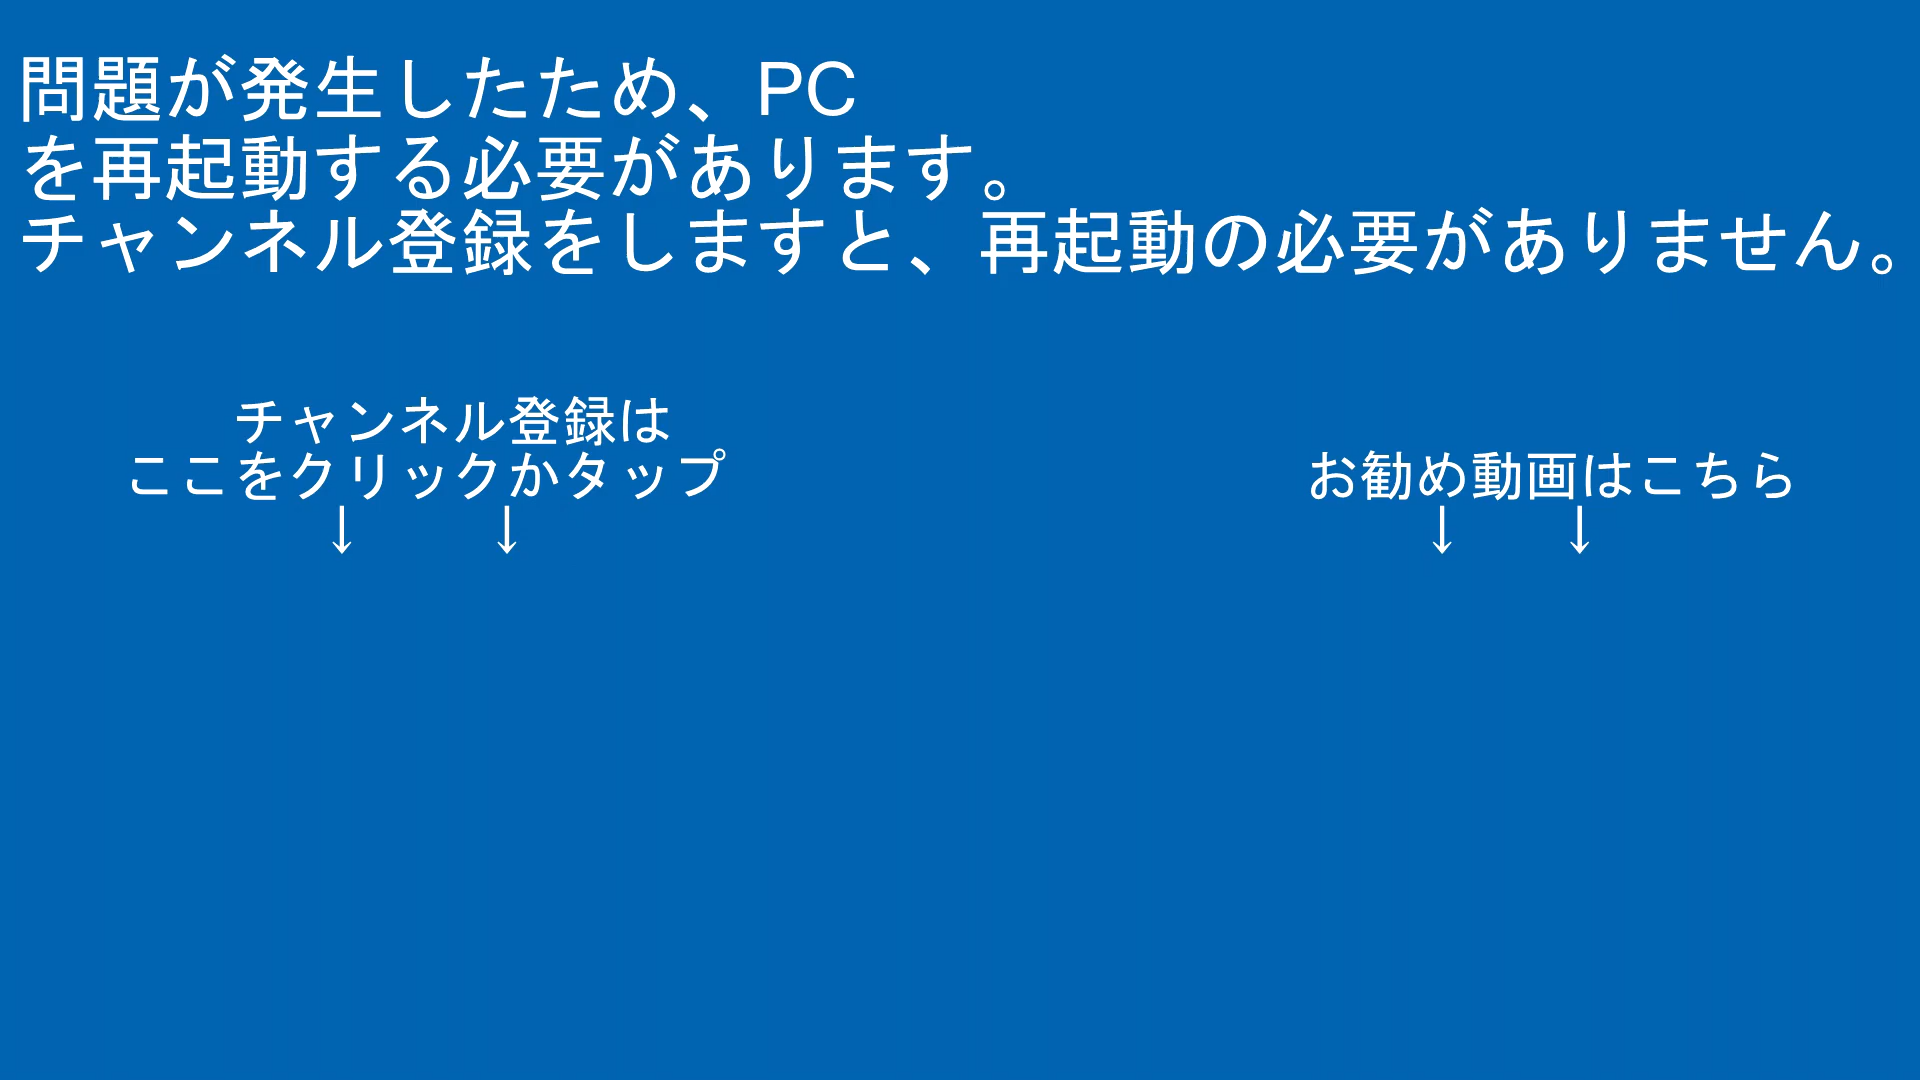 問題が発生したため、PC
を再起動する必要があります。
チャンネル登録をしますと、再起動の必要がありません。
チャンネル登録は
ここをクリックかタップ
↓ ↓
お勧め動画はこちら
↓ ↓